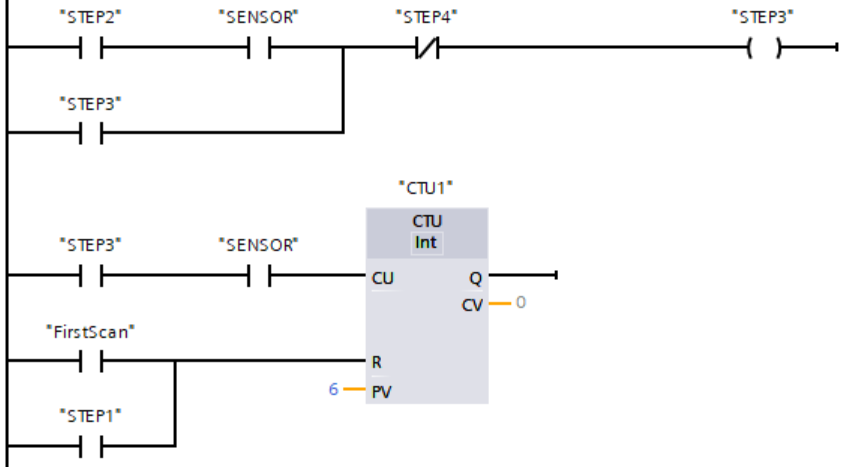 "STEP2" "SENSOR" "STEP4" "STEP3"
"STEP3"
"CTU1"
CTU
"STEP3" "SENSOR" Int
CU Q
CV 0
"FirstScan"
R
6 PV
"STEP1"